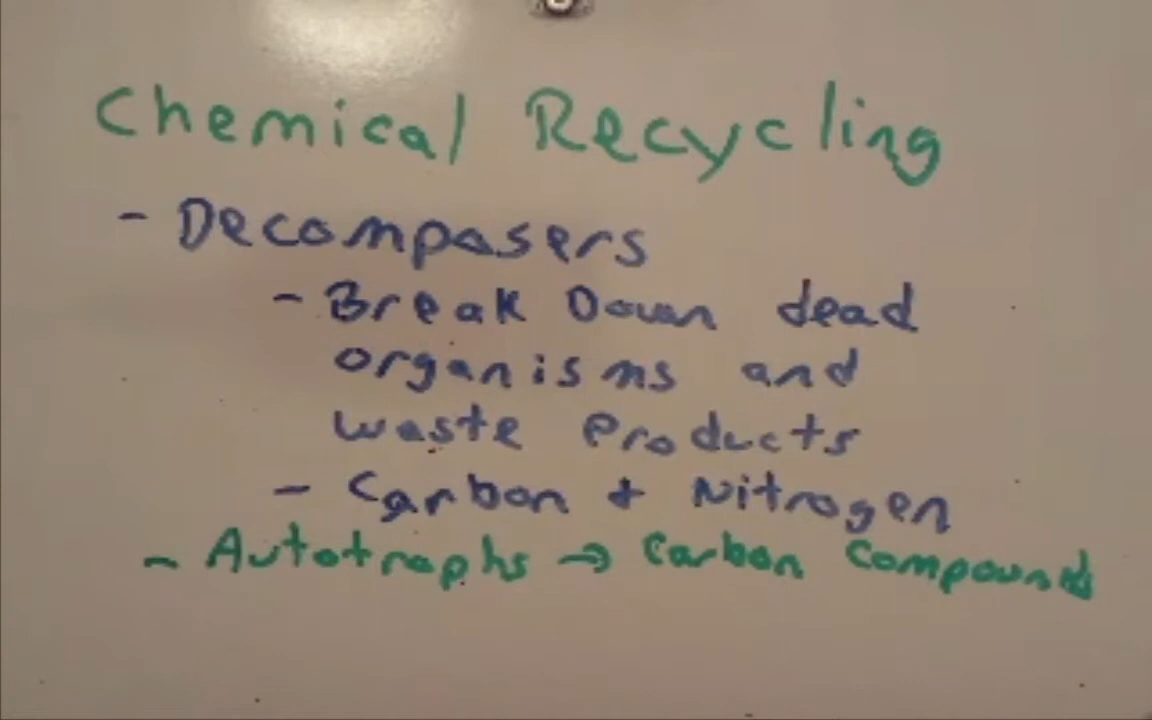 Chemical Recycling
- Decomposers
- Break Down dead
organisms and
waste Products
- Carbon + Nitrogen
- Autotrophs → Carbon Compounds